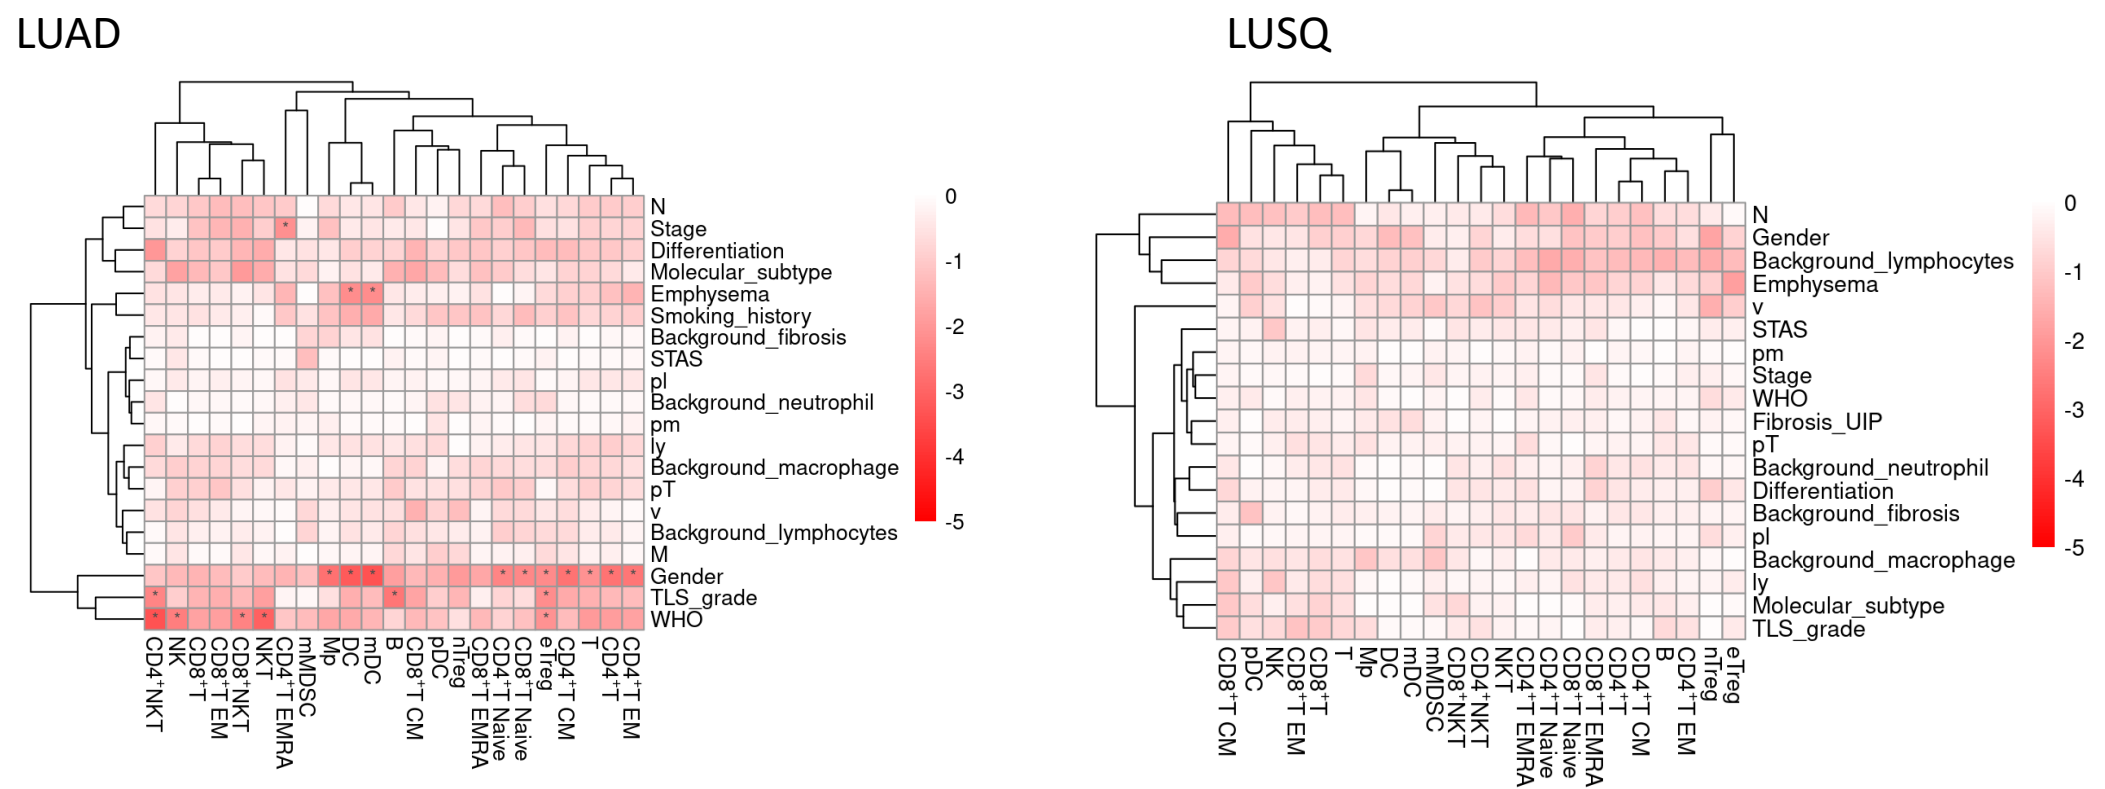 LUAD
N
Stage
Differentiation
Molecular_subtype
Emphysema
Smoking_history
Background_fibrosis
STAS
pl
Background_neutrophil
pm
ly
Background_macrophage
pT
v
Background_lymphocytes
M
Gender
TLS_grade
WHO
CD4⁺NKT
NK
CD8⁺T
CD8⁺T EM
CD8⁺NKT
NKT
CD4⁺T EMRA
mMDSC
Mp
DC
mDC
B
CD8⁺T CM
pDC
nTreg
CD8⁺T EMRA
CD4⁺T Naive
CD8⁺T Naive
eTreg
CD4⁺T CM
T
CD4⁺T
CD4⁺T EM
0
-1
-2
-3
-4
-5
LUSQ
N
Gender
Background_lymphocytes
Emphysema
v
STAS
pm
Stage
WHO
Fibrosis_UIP
pT
Background_neutrophil
Differentiation
Background_fibrosis
pl
Background_macrophage
ly
Molecular_subtype
TLS_grade
CD8⁺T CM
pDC
NK
CD8⁺T EM
CD8⁺T
T
Mp
DC
mDC
mMDSC
CD8⁺NKT
CD4⁺NKT
NKT
CD4⁺T EMRA
CD4⁺T Naive
CD8⁺T Naive
CD8⁺T EMRA
CD4⁺T
CD4⁺T CM
B
CD4⁺T EM
nTreg
eTreg
0
-1
-2
-3
-4
-5